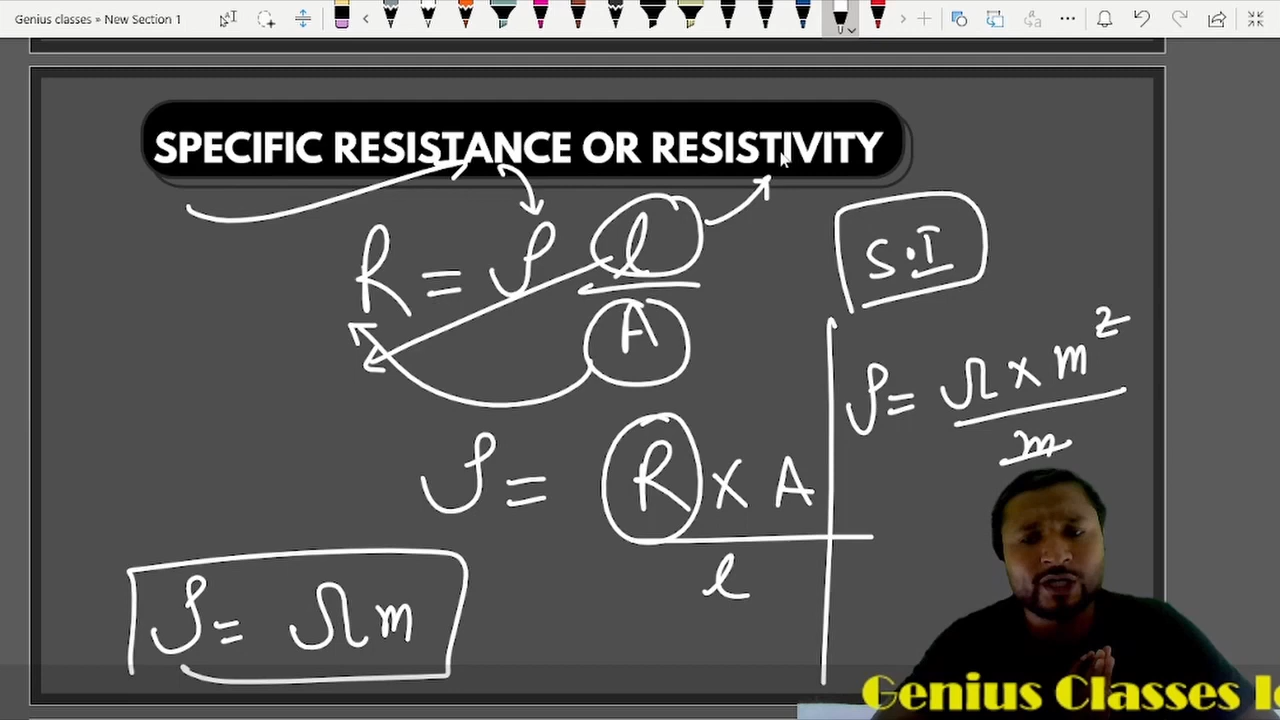 Genius classes » New Section 1
SPECIFIC RESISTANCE OR RESISTIVITY
R = ρ l
A
S.I
ρ = Ω x m²
m
ρ = R x A
l
ρ = Ωm
Genius Classes